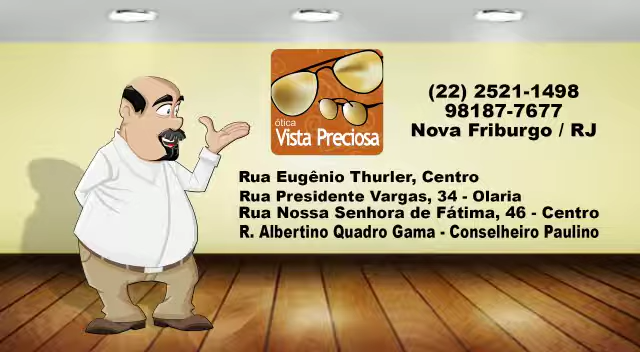 ótica
Vista Preciosa
(22) 2521-1498
98187-7677
Nova Friburgo / RJ
Rua Eugênio Thurler, Centro
Rua Presidente Vargas, 34 - Olaria
Rua Nossa Senhora de Fátima, 46 - Centro
R. Albertino Quadro Gama - Conselheiro Paulino